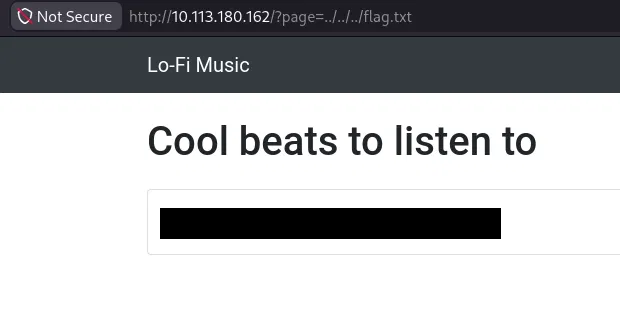 Not Secure http://10.113.180.162/?page=../../../flag.txt
Lo-Fi Music
Cool beats to listen to